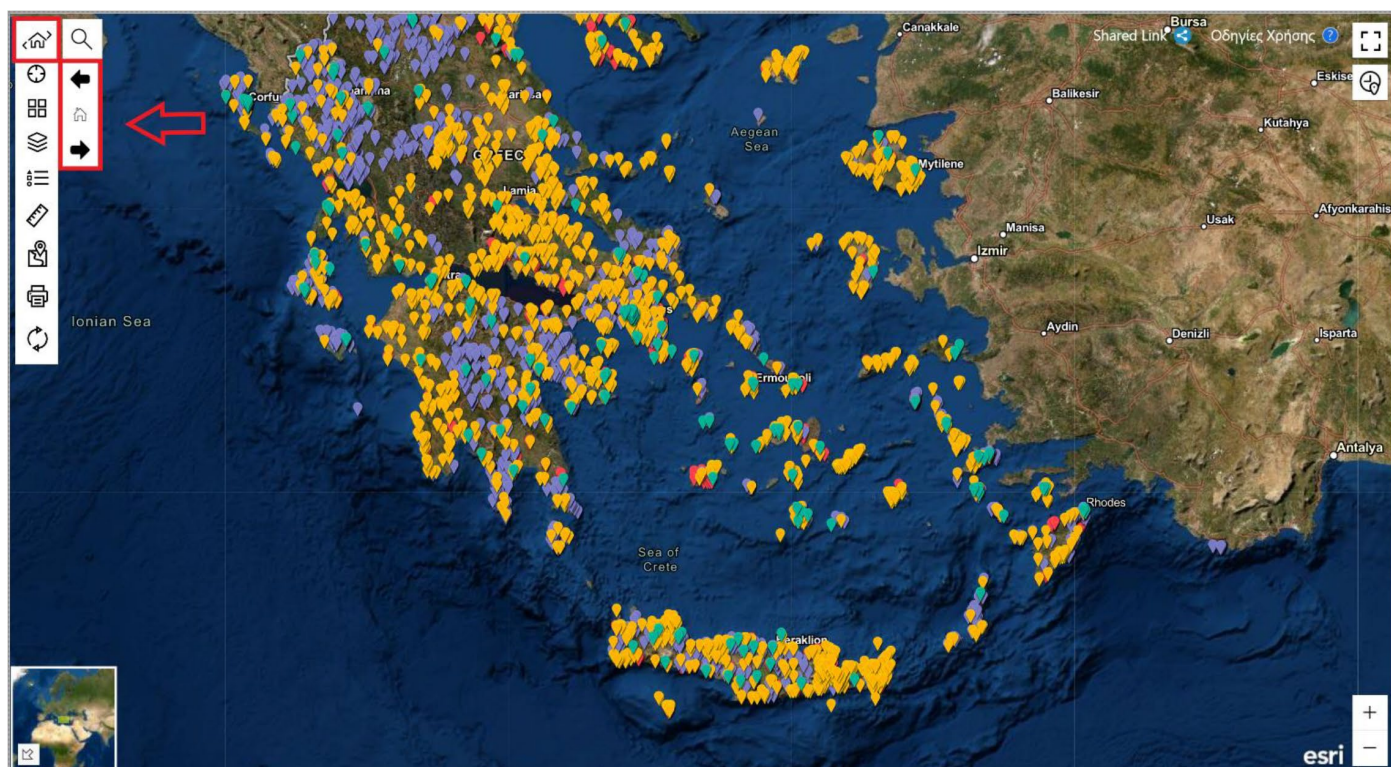 Canakkale
Bursa
Shared Link
Οδηγίες Χρήσης ?
Eskise
Balikesir
Kutahya
Corfu
Aegean
Sea
GREEC
Mytilene
Lamia
Afyonkarahis
Usak
Manisa
Izmir
Ionian Sea
Aydin
Denizli
Isparta
Ermoupoli
Antalya
Rhodes
Sea of
Crete
Heraklion
+
esri
−